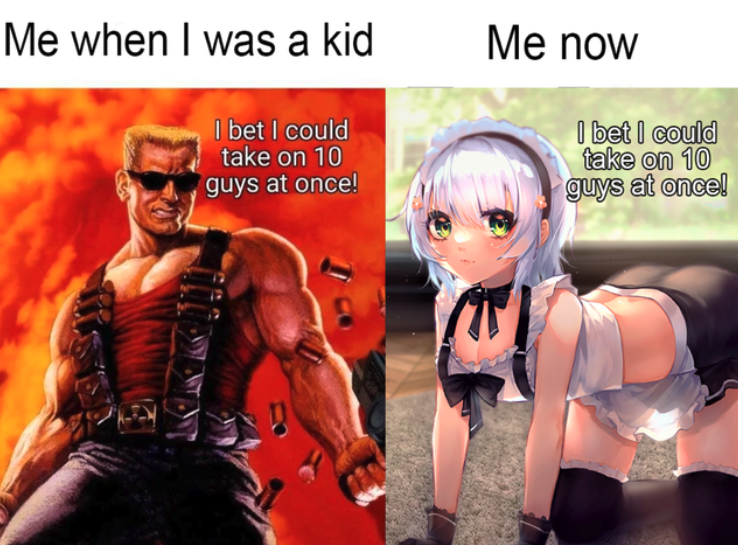 Me when I was a kid
Me now
I bet I could
take on 10
guys at once!
I bet I could
take on 10
guys at once!